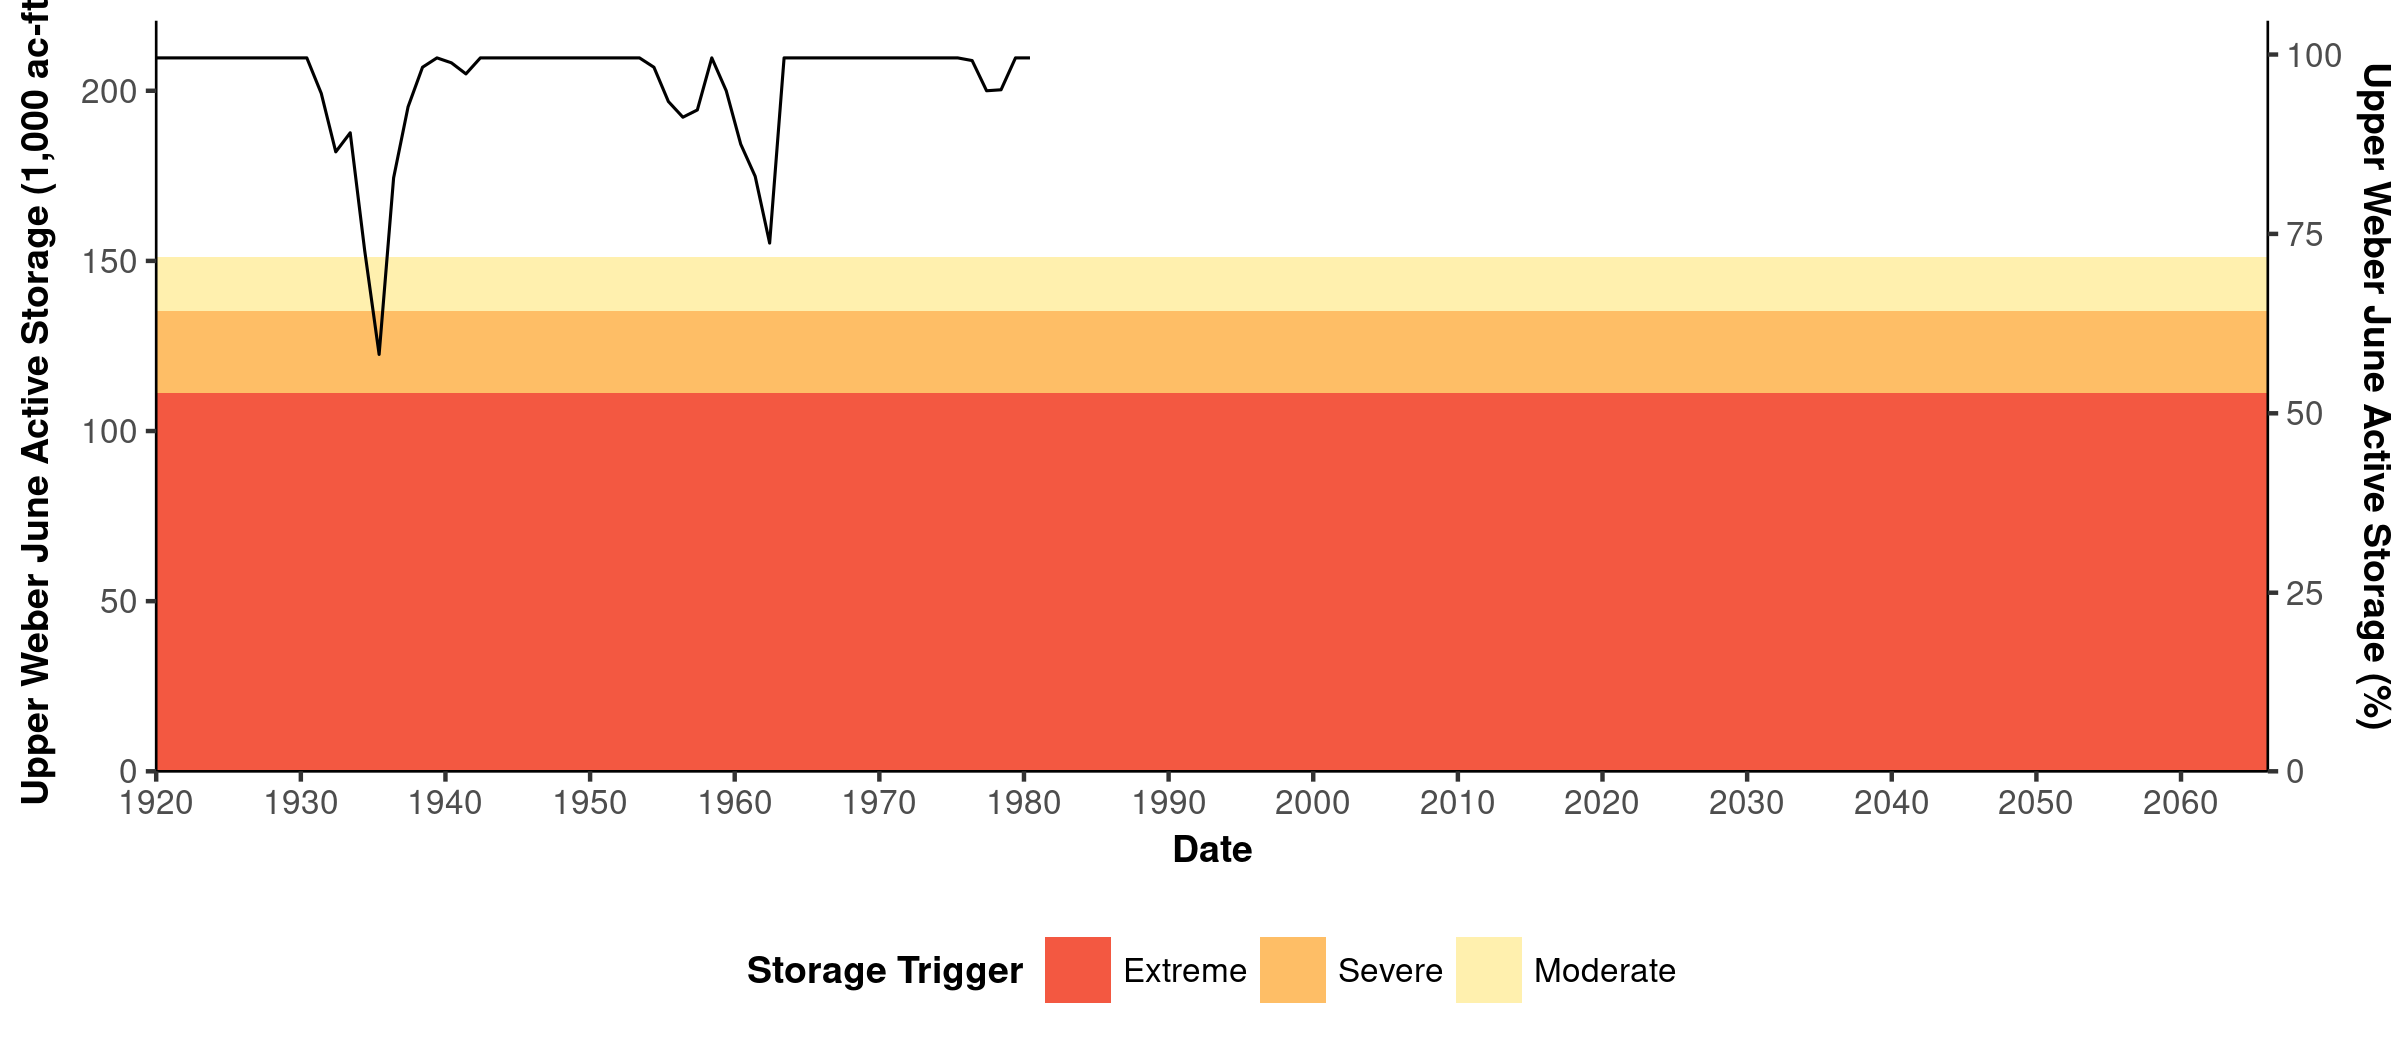 Upper Weber June Active Storage (1,000 ac-ft
200
150
100
50
0
100
75
50
25
0
Upper Weber June Active Storage (%)
1920 1930 1940 1950 1960 1970 1980 1990 2000 2010 2020 2030 2040 2050 2060
Date
Storage Trigger Extreme Severe Moderate